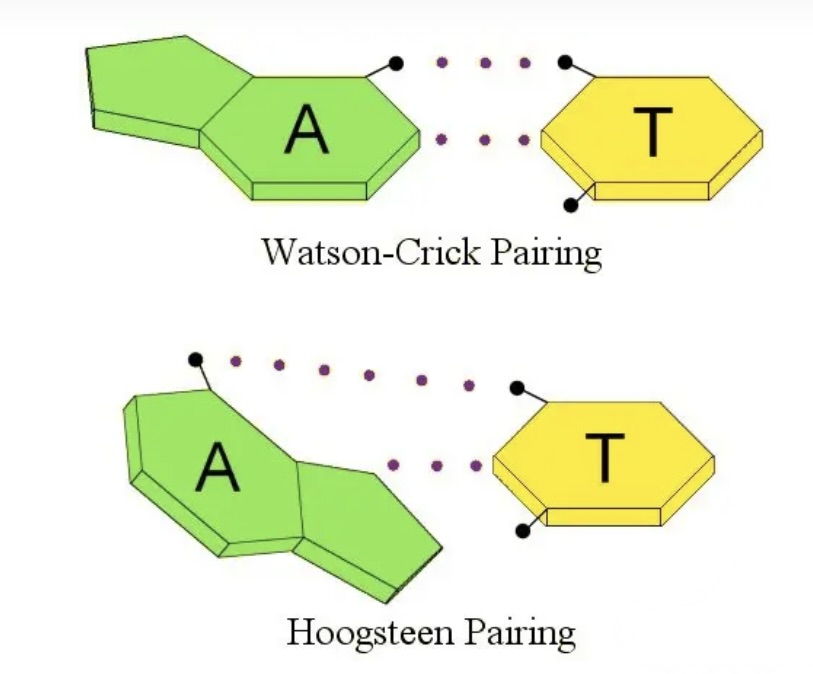 A T
Watson-Crick Pairing
A T
Hoogsteen Pairing